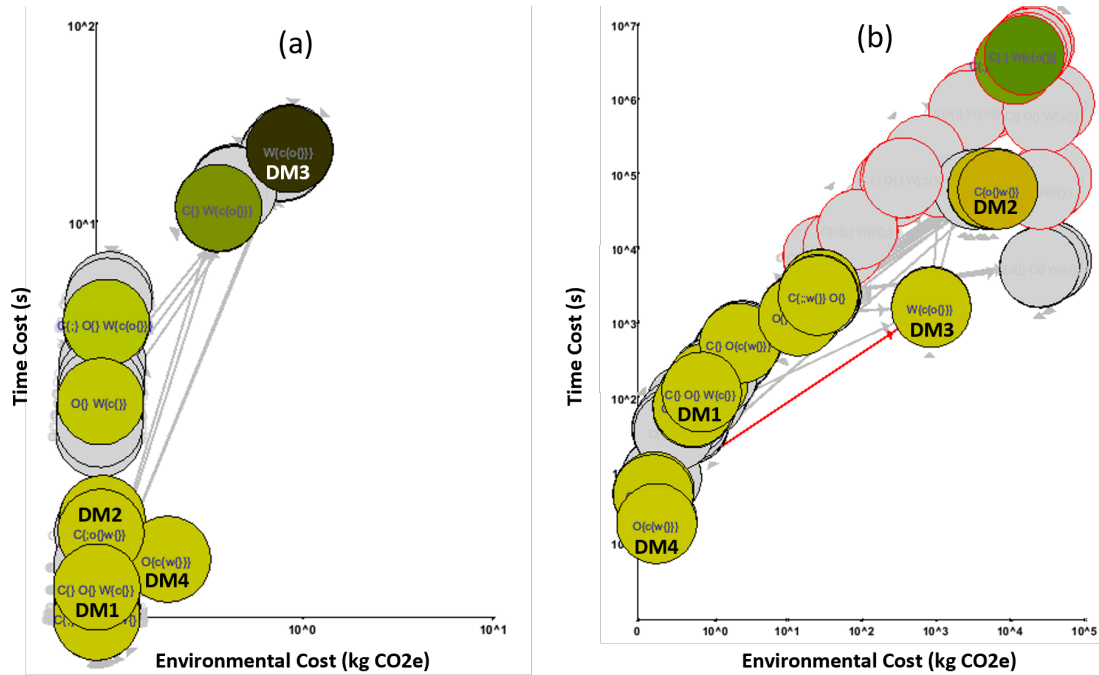 (a)
10^2
W{c{o{}}}
DM3
C{} W{c{o{}}}
10^1
C{;} O{} W{c{o{}}}
O{} W{c{}}
DM2
C{;o{}w{}}
O{c{w{}}}
DM4
C{} O{} W{c{}}
DM1
10^0
10^1
Time Cost (s)
Environmental Cost (kg CO2e)
(b)
10^7
10^6
10^5
C{o{}w{}}
DM2
10^4
C{;;w{}} O{}
W{c{o{}}}
DM3
10^3
C{} O{c{w{}}}
10^2
C{} O{} W{c{}}
DM1
O{c{w{}}}
DM4
0
10^0
10^1
10^2
10^3
10^4
10^5
Time Cost (s)
Environmental Cost (kg CO2e)